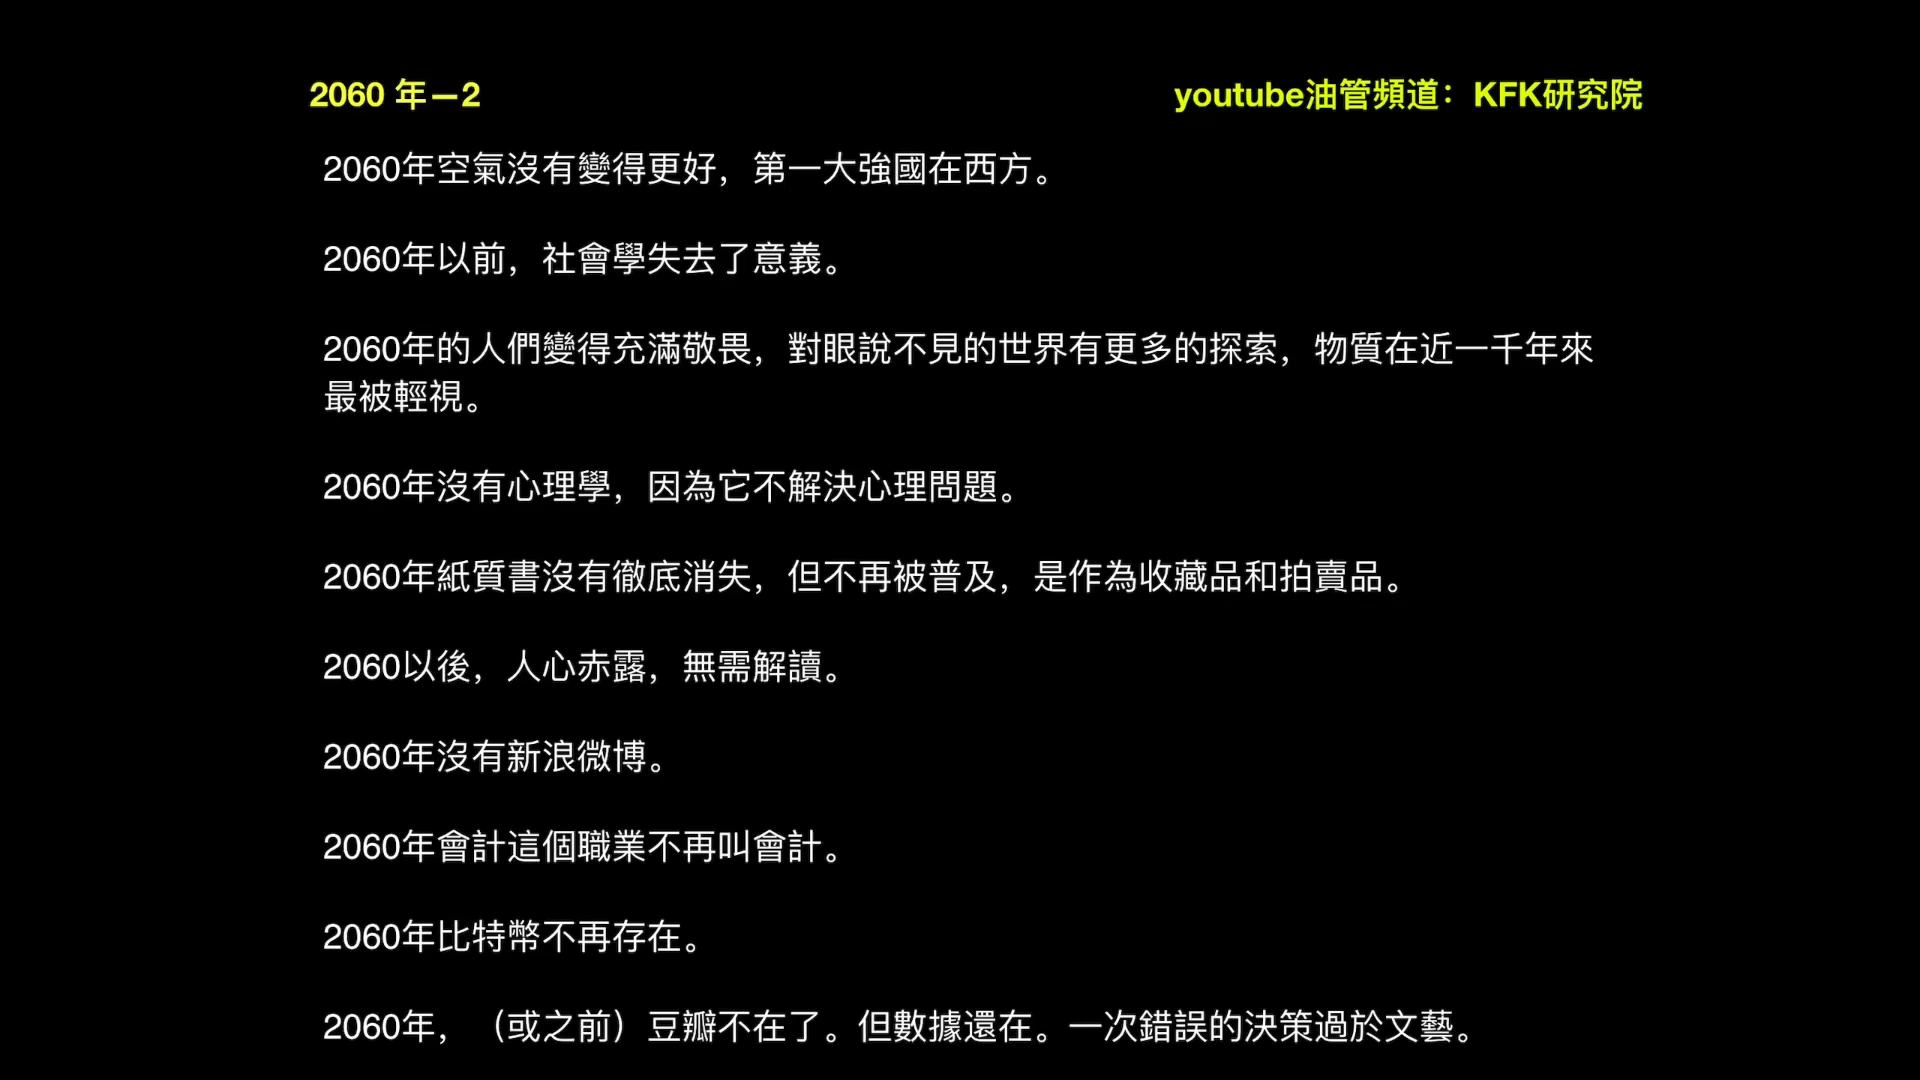 2060 年—2
youtube油管頻道：KFK研究院
2060年空氣沒有變得更好，第一大強國在西方。
2060年以前，社會學失去了意義。
2060年的人們變得充滿敬畏，對眼說不見的世界有更多的探索，物質在近一千年來
最被輕視。
2060年沒有心理學，因為它不解決心理問題。
2060年紙質書沒有徹底消失，但不再被普及，是作為收藏品和拍賣品。
2060以後，人心赤露，無需解讀。
2060年沒有新浪微博。
2060年會計這個職業不再叫會計。
2060年比特幣不再存在。
2060年，（或之前）豆瓣不在了。但數據還在。一次錯誤的決策過於文藝。